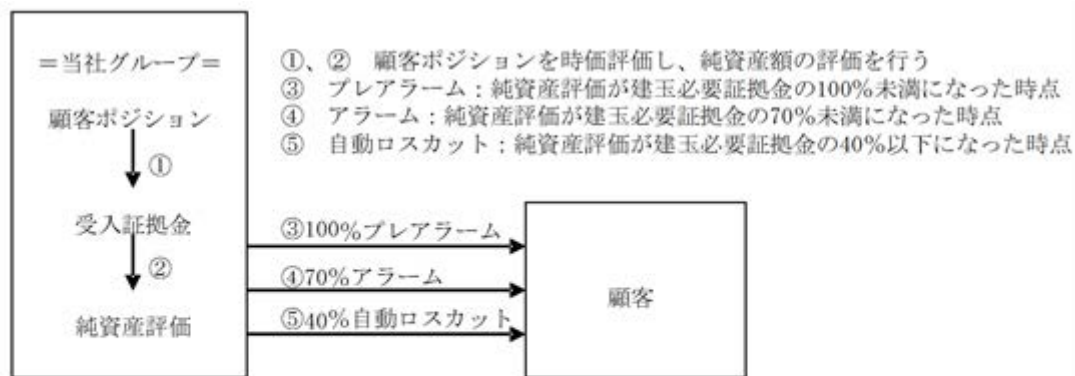 ＝当社グループ＝
顧客ポジション
①
受入証拠金
②
純資産評価
①、② 顧客ポジションを時価評価し、純資産額の評価を行う
③ プレアラーム：純資産評価が建玉必要証拠金の100％未満になった時点
④ アラーム：純資産評価が建玉必要証拠金の70％未満になった時点
⑤ 自動ロスカット：純資産評価が建玉必要証拠金の40％以下になった時点
③100％プレアラーム
④70％アラーム
⑤40％自動ロスカット
顧客